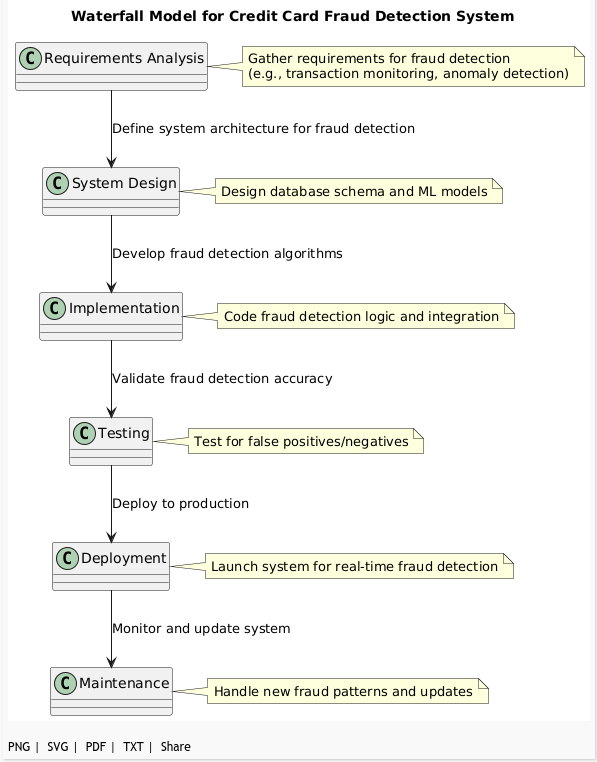 Waterfall Model for Credit Card Fraud Detection System
C Requirements Analysis
Gather requirements for fraud detection
(e.g., transaction monitoring, anomaly detection)
Define system architecture for fraud detection
C System Design
Design database schema and ML models
Develop fraud detection algorithms
C Implementation
Code fraud detection logic and integration
Validate fraud detection accuracy
C Testing
Test for false positives/negatives
Deploy to production
C Deployment
Launch system for real-time fraud detection
Monitor and update system
C Maintenance
Handle new fraud patterns and updates
PNG | SVG | PDF | TXT | Share